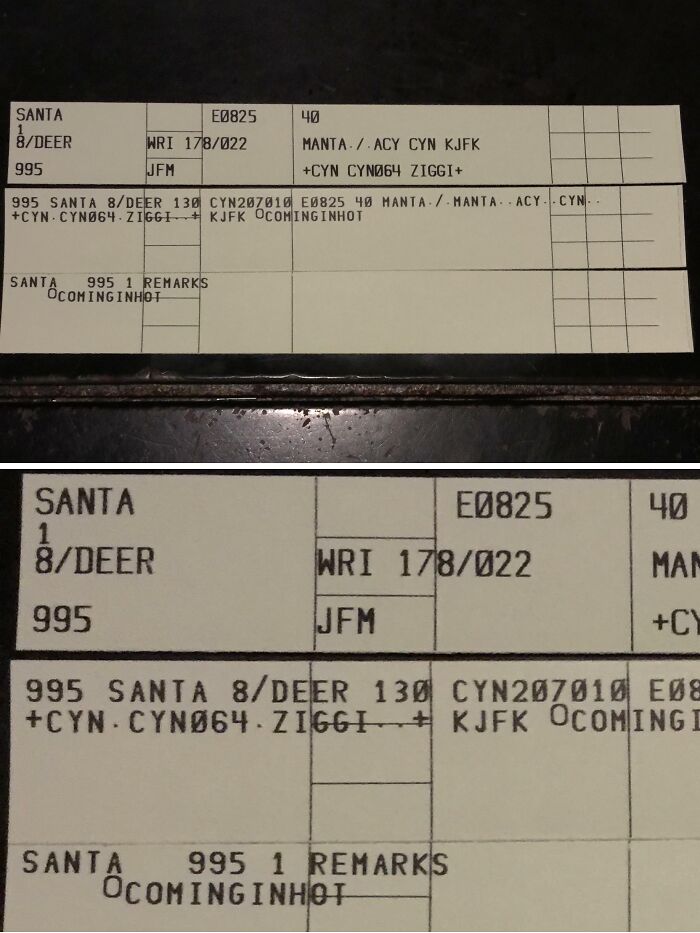 SANTA E0825 40
1
8/DEER WRI 178/022 MANTA./.ACY CYN KJFK
995 JFM +CYN CYN064 ZIGGI+
995 SANTA 8/DEER 130 CYN207010 E0825 40 MANTA./.MANTA..ACY..CYN..
+CYN.CYN064.ZIGGI..+ KJFK OCOMINGINHOT
SANTA 995 1 REMARKS
OCOMINGINHOT
SANTA E0825 40
1
8/DEER WRI 178/022 MAN
995 JFM +CY
995 SANTA 8/DEER 130 CYN207010 E08
+CYN.CYN064.ZIGGI..+ KJFK OCOMINGI
SANTA 995 1 REMARKS
OCOMINGINHOT